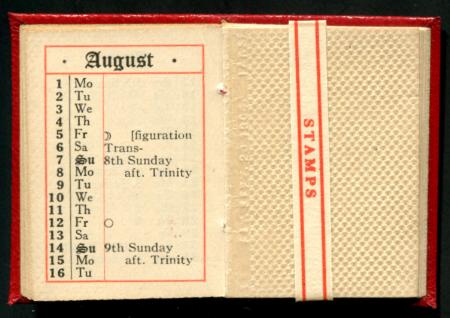 · August ·
1 Mo
2 Tu
3 We
4 Th
5 Fr ☽ [figuration
6 Sa Trans-
7 Su 8th Sunday
8 Mo aft. Trinity
9 Tu
10 We
11 Th
12 Fr ○
13 Sa
14 Su 9th Sunday
15 Mo aft. Trinity
16 Tu
STAMPS